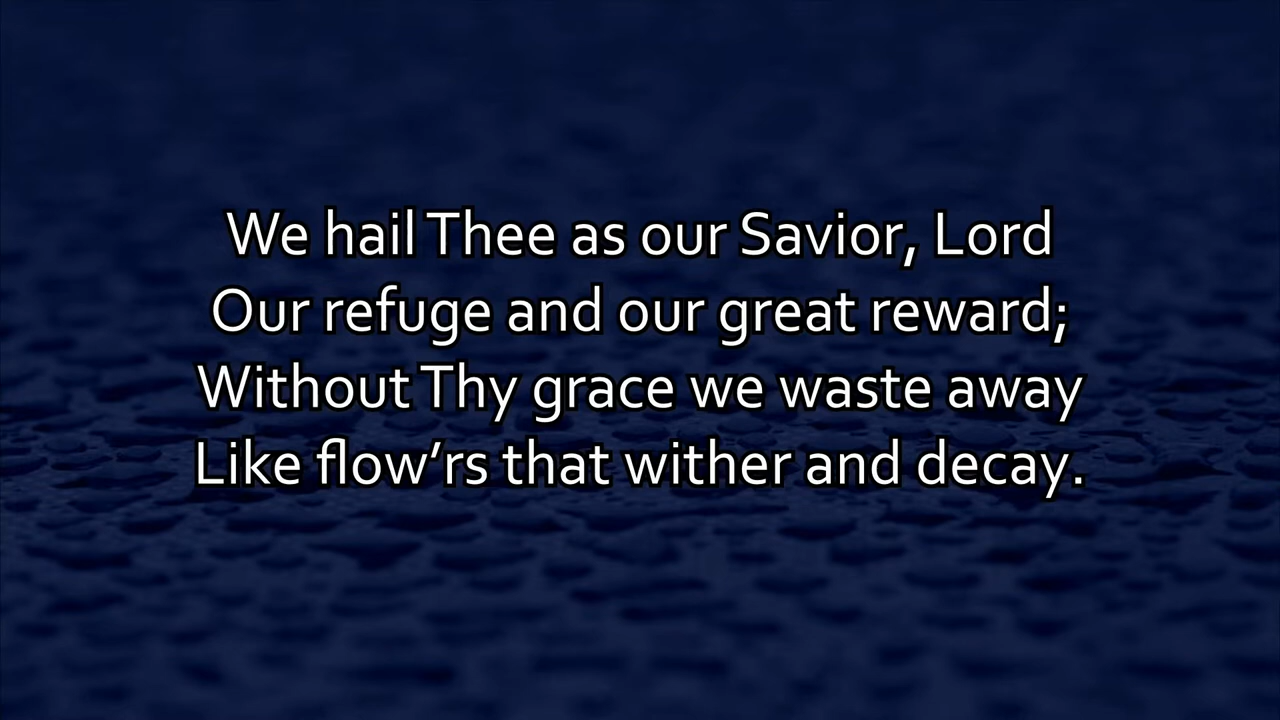 We hail Thee as our Savior, Lord
Our refuge and our great reward;
Without Thy grace we waste away
Like flow’rs that wither and decay.